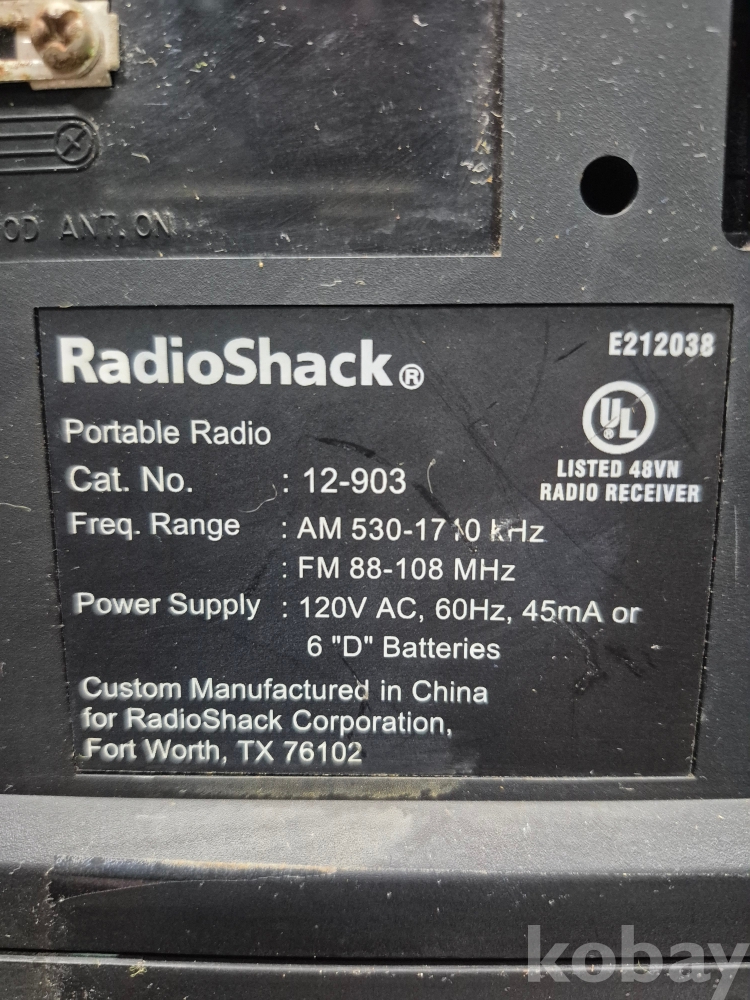 OD ANT. ON
RadioShack®
E212038
Portable Radio
UL
Cat. No. : 12-903
LISTED 48VN
RADIO RECEIVER
Freq. Range : AM 530-1710 kHz
: FM 88-108 MHz
Power Supply : 120V AC, 60Hz, 45mA or
6 "D" Batteries
Custom Manufactured in China
for RadioShack Corporation,
Fort Worth, TX 76102
kobay